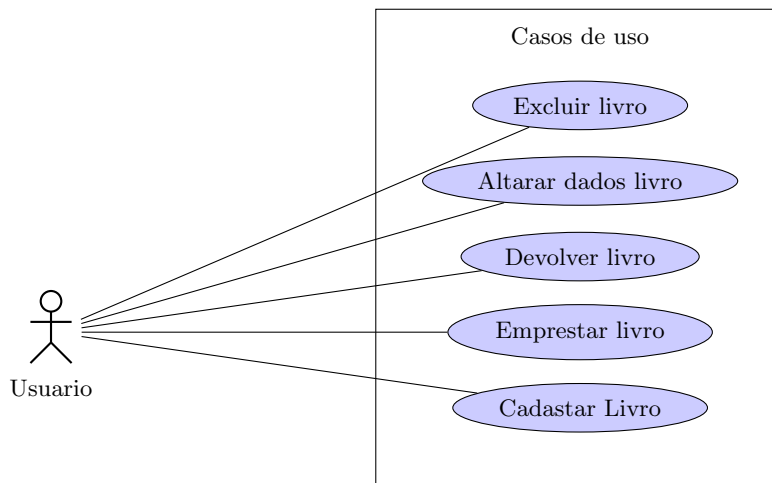 Casos de uso
Excluir livro
Altarar dados livro
Devolver livro
Emprestar livro
Usuario
Cadastar Livro